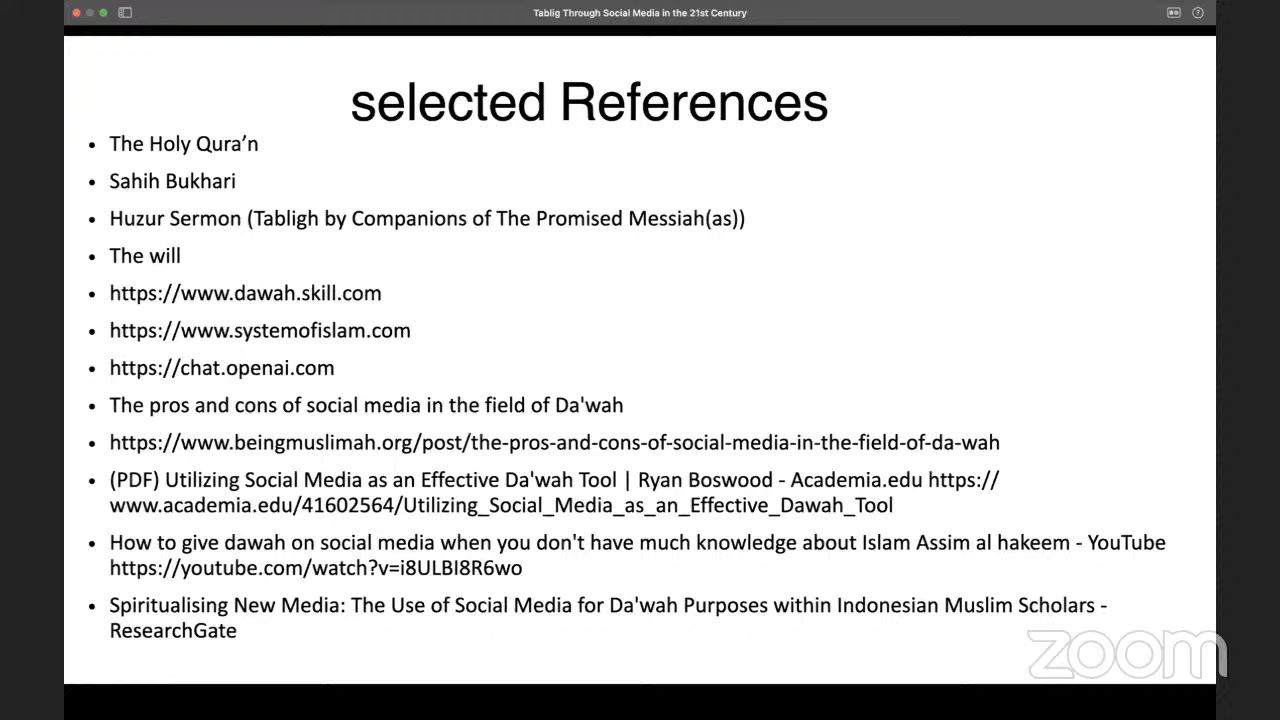 Tablig Through Social Media in the 21st Century
selected References
• The Holy Qura’n
• Sahih Bukhari
• Huzur Sermon (Tabligh by Companions of The Promised Messiah(as))
• The will
• https://www.dawah.skill.com
• https://www.systemofislam.com
• https://chat.openai.com
• The pros and cons of social media in the field of Da'wah
• https://www.beingmuslimah.org/post/the-pros-and-cons-of-social-media-in-the-field-of-da-wah
• (PDF) Utilizing Social Media as an Effective Da'wah Tool | Ryan Boswood - Academia.edu https://
www.academia.edu/41602564/Utilizing_Social_Media_as_an_Effective_Dawah_Tool
• How to give dawah on social media when you don't have much knowledge about Islam Assim al hakeem - YouTube
https://youtube.com/watch?v=i8ULBI8R6wo
• Spiritualising New Media: The Use of Social Media for Da'wah Purposes within Indonesian Muslim Scholars -
ResearchGate
zoom